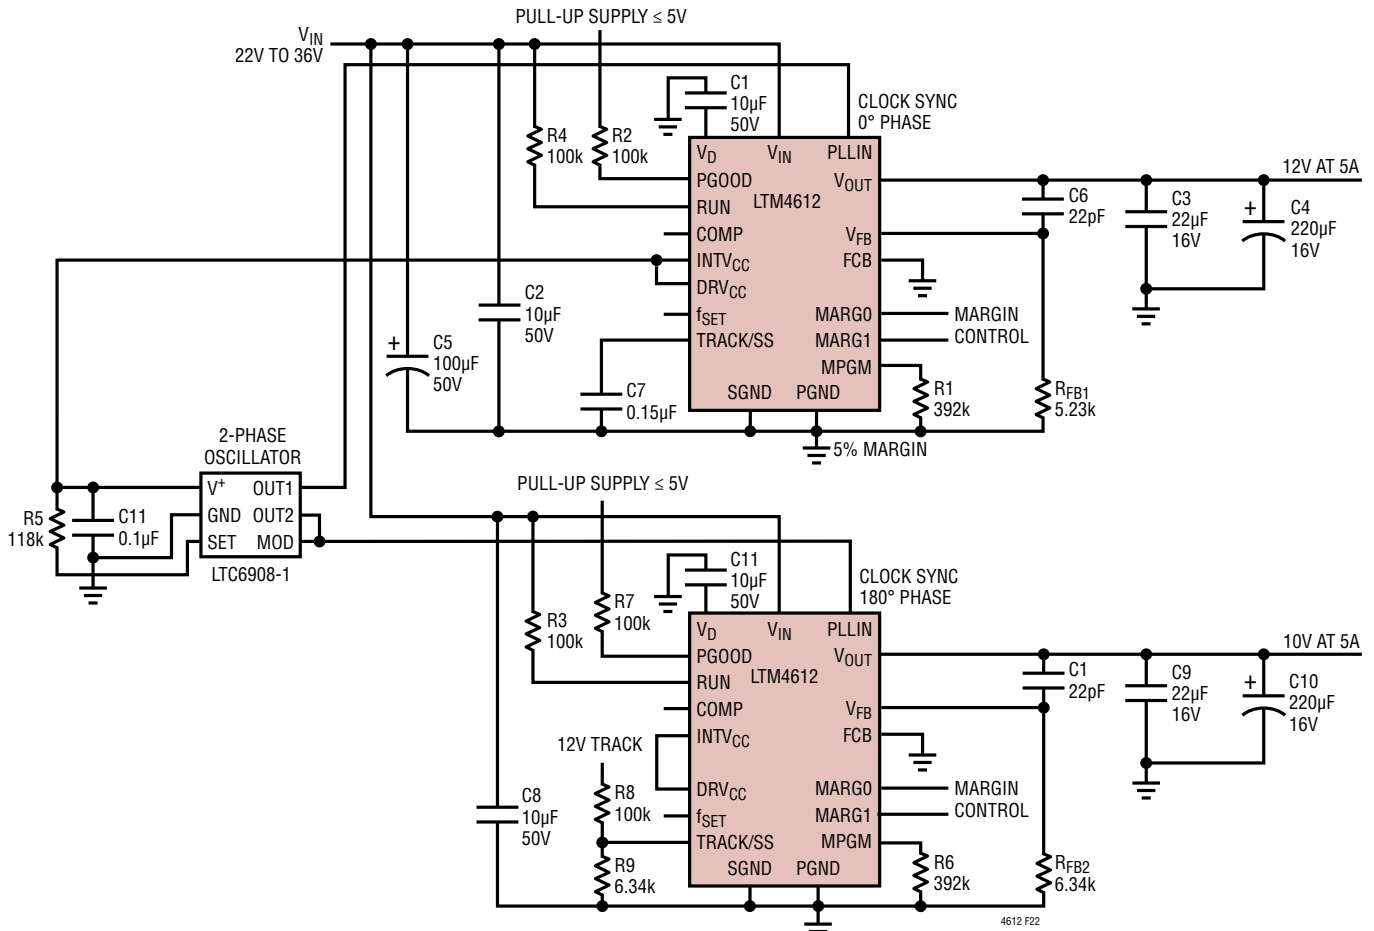 PULL-UP SUPPLY ≤ 5V
VIN
22V TO 36V
C1
10µF
50V
CLOCK SYNC
0° PHASE
R4
100k
R2
100k
VD
VIN
PLLIN
PGOOD
VOUT
LTM4612
RUN
COMP
VFB
INTVCC
FCB
DRVCC
fSET
MARG0
TRACK/SS
MARG1
MPGM
SGND
PGND
12V AT 5A
C6
22pF
C3
22µF
16V
+
C4
220µF
16V
MARGIN
CONTROL
C2
10µF
50V
+
C5
100µF
50V
C7
0.15µF
R1
392k
RFB1
5.23k
5% MARGIN
2-PHASE
OSCILLATOR
V+
OUT1
GND
OUT2
SET
MOD
LTC6908-1
R5
118k
C11
0.1µF
PULL-UP SUPPLY ≤ 5V
C11
10µF
50V
CLOCK SYNC
180° PHASE
R3
100k
R7
100k
VD
VIN
PLLIN
PGOOD
VOUT
LTM4612
RUN
COMP
VFB
INTVCC
FCB
DRVCC
MARG0
fSET
MARG1
TRACK/SS
MPGM
SGND
PGND
10V AT 5A
C1
22pF
C9
22µF
16V
+
C10
220µF
16V
12V TRACK
R8
100k
R9
6.34k
C8
10µF
50V
MARGIN
CONTROL
R6
392k
RFB2
6.34k
4612 F22